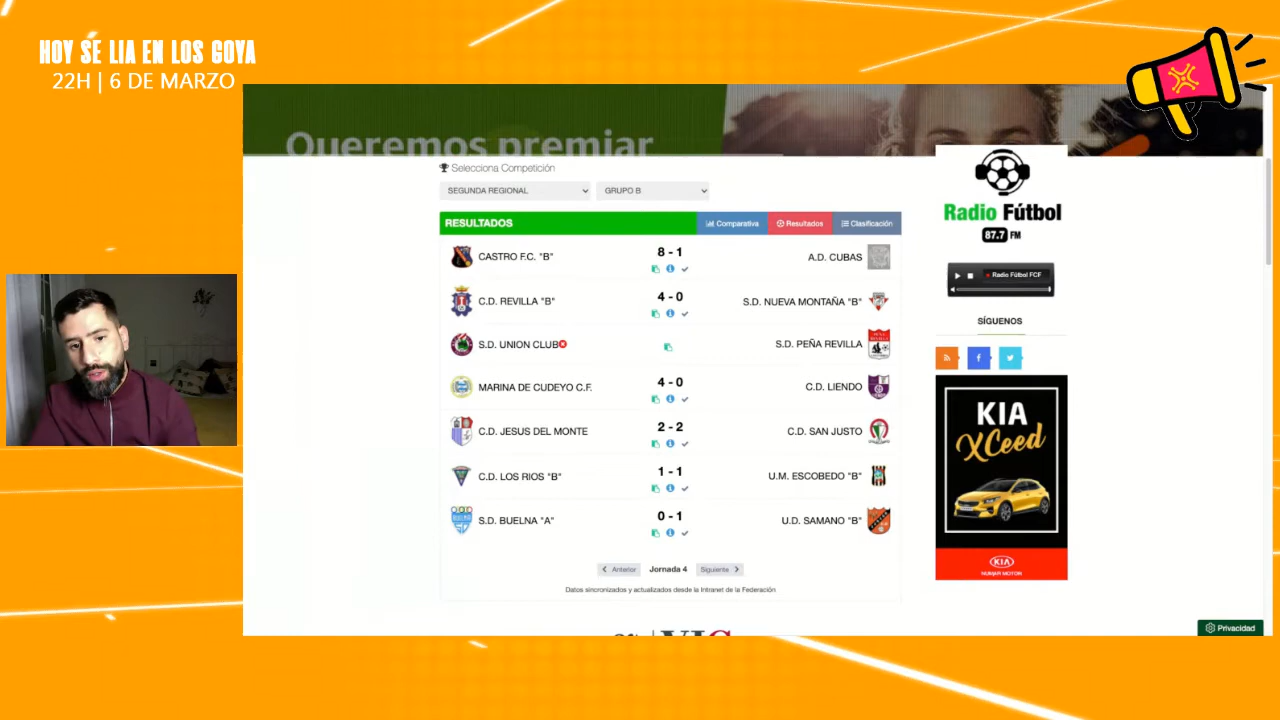 HOY SE LIA EN LOS GOYA
22H | 6 DE MARZO
Queremos premiar
Selecciona Competición
SEGUNDA REGIONAL
GRUPO B
RESULTADOS
Comparativa
Resultados
Clasificación
CASTRO F.C. "B" 8 - 1 A.D. CUBAS
C.D. REVILLA "B" 4 - 0 S.D. NUEVA MONTAÑA "B"
S.D. UNION CLUB S.D. PEÑA REVILLA
MARINA DE CUDEYO C.F. 4 - 0 C.D. LIENDO
C.D. JESUS DEL MONTE 2 - 2 C.D. SAN JUSTO
C.D. LOS RIOS "B" 1 - 1 U.M. ESCOBEDO "B"
S.D. BUELNA "A" 0 - 1 U.D. SAMANO "B"
Anterior Jornada 4 Siguiente
Datos sincronizados y actualizados desde la Intranet de la Federación
Radio Fútbol
87.7 FM
Radio Fútbol FCF
SÍGUENOS
KIA
XCeed
KIA
NUMAR MOTOR
Privacidad